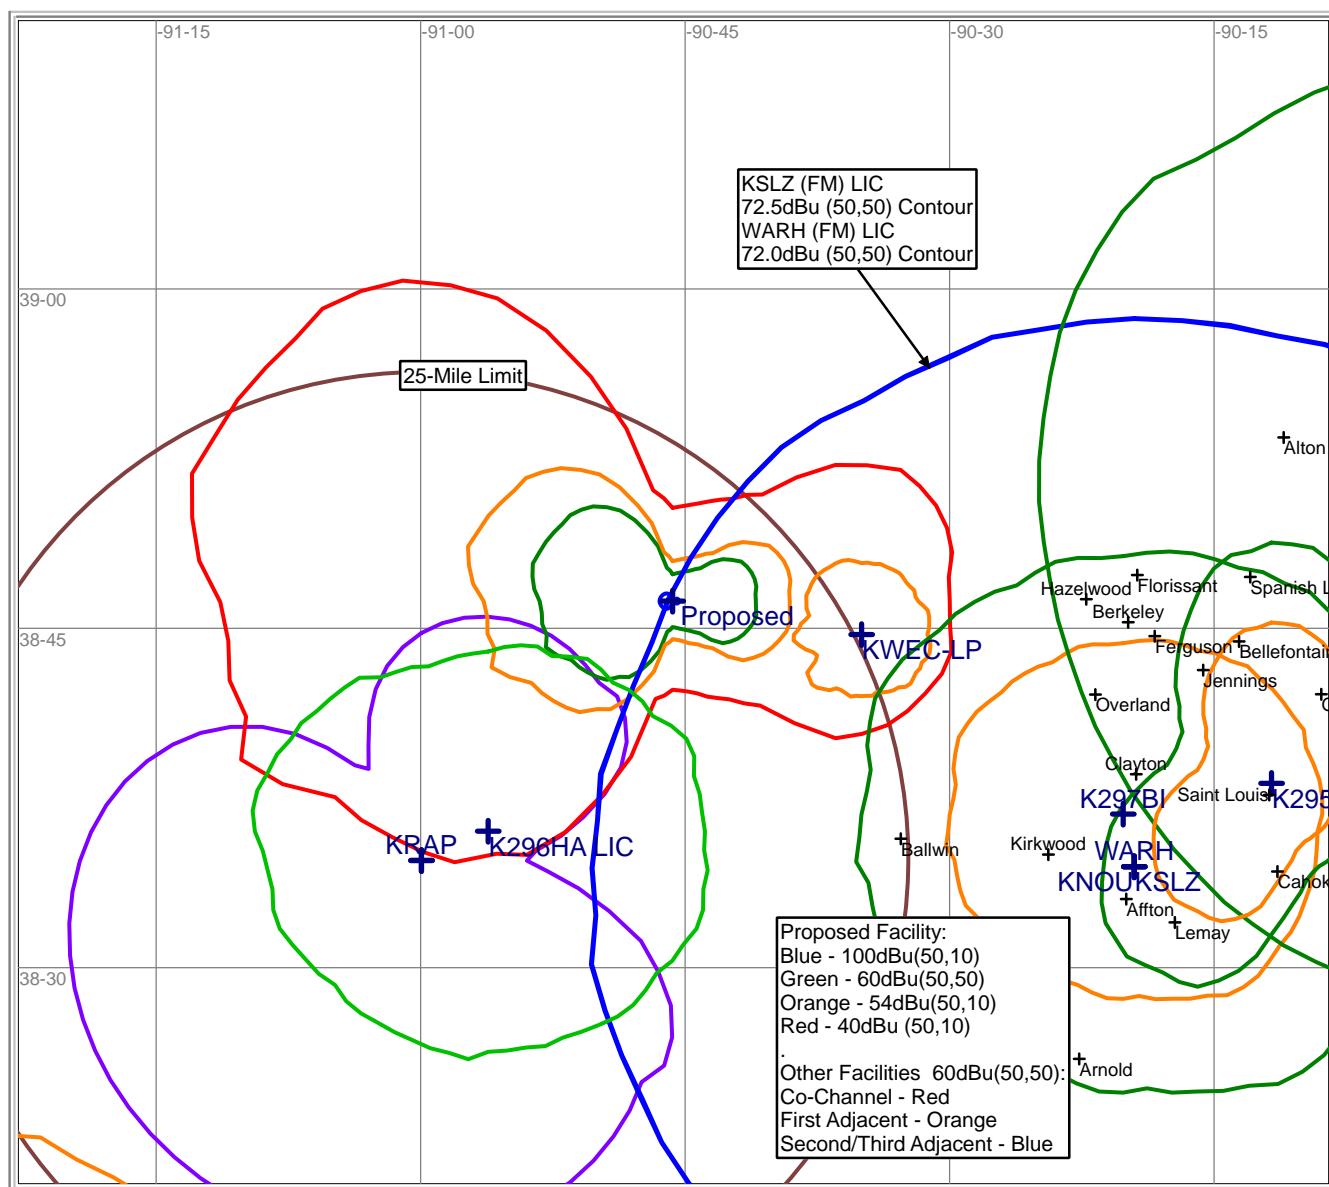 -91-15
-91-00
-90-45
-90-30
-90-15
KSLZ (FM) LIC
72.5dBu (50,50) Contour
WARH (FM) LIC
72.0dBu (50,50) Contour
39-00
25-Mile Limit
Alton
Florissant
Spanish L
Hazelwood
Berkeley
Proposed
38-45
KWEC-LP
Ferguson
Bellefontain
Jennings
Overland
Clayton
K297BI
Saint Louis
K295
KRAP
K296HA LIC
Ballwin
Kirkwood
WARH
KNOUKSLZ
Cahok
Affton
Lemay
38-30
Proposed Facility:
Blue - 100dBu(50,10)
Green - 60dBu(50,50)
Orange - 54dBu(50,10)
Red - 40dBu (50,10)
.
Other Facilities  60dBu(50,50):
Co-Channel - Red
First Adjacent - Orange
Second/Third Adjacent - Blue
Arnold